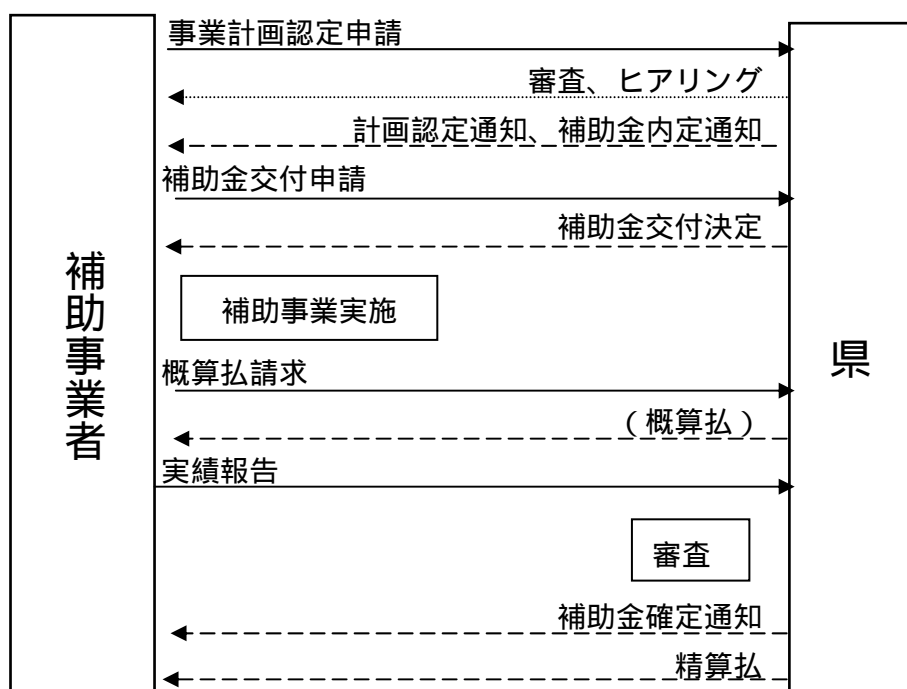 事業計画認定申請
審査、ヒアリング
計画認定通知、補助金内定通知
補助金交付申請
補助金交付決定
補助事業者
補助事業実施
県
概算払請求
（概算払）
実績報告
審査
補助金確定通知
精算払